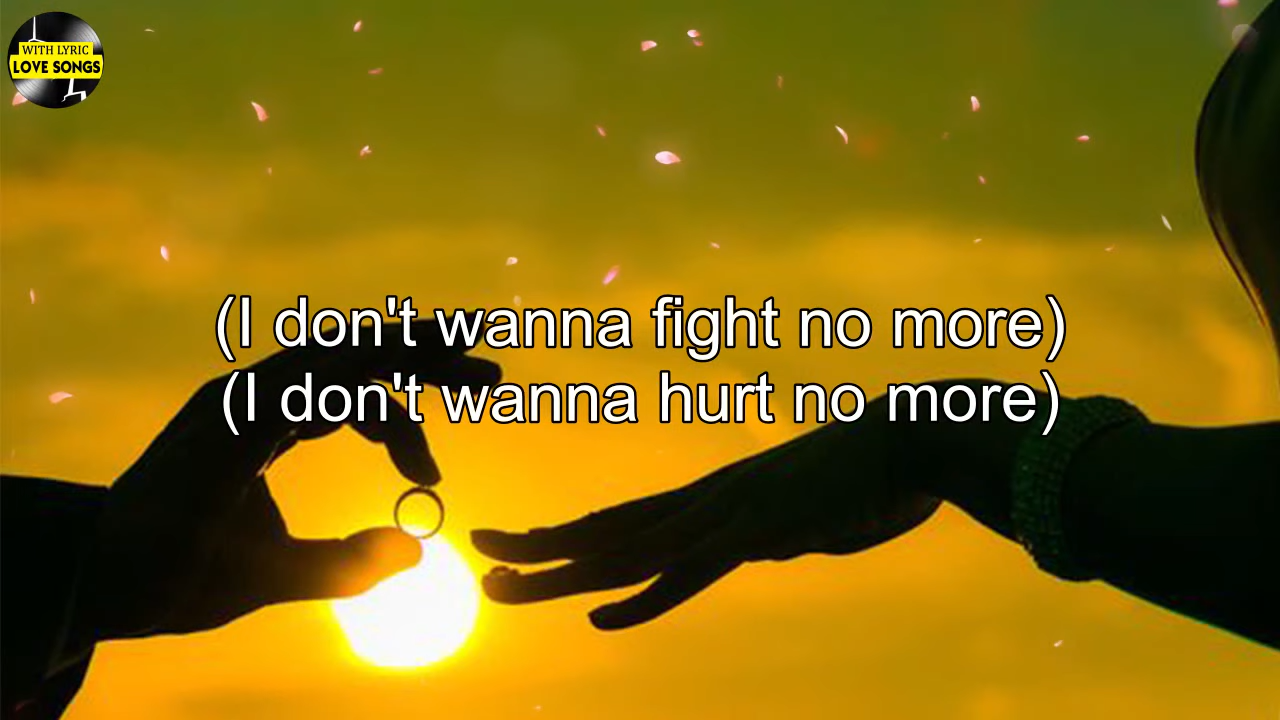 WITH LYRIC
LOVE SONGS
(I don't wanna fight no more)
(I don't wanna hurt no more)